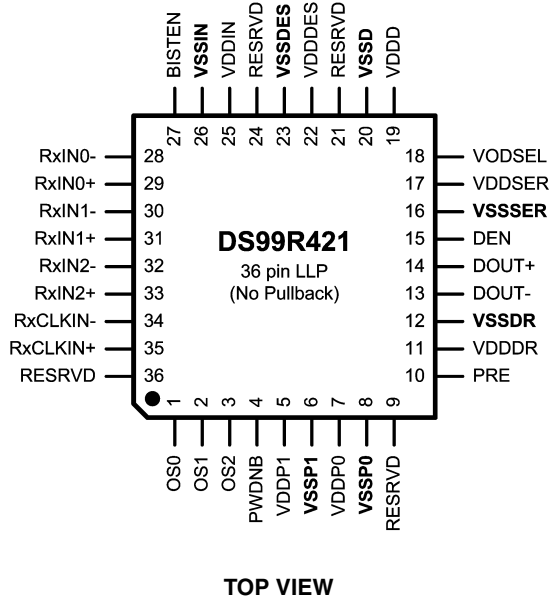 BISTEN
VSSIN
VDDIN
RESRVD
VSSDES
VDDDES
RESRVD
VSSD
VDDD
27 26 25 24 23 22 21 20 19
RxIN0- 28 18 VODSEL
RxIN0+ 29 17 VDDSER
RxIN1- 30 16 VSSSER
RxIN1+ 31 DS99R421 15 DEN
RxIN2- 32 36 pin LLP 14 DOUT+
RxIN2+ 33 (No Pullback) 13 DOUT-
RxCLKIN- 34 12 VSSDR
RxCLKIN+ 35 11 VDDDR
RESRVD 36 10 PRE
1 2 3 4 5 6 7 8 9
OS0
OS1
OS2
PWDNB
VDDP1
VSSP1
VDDP0
VSSP0
RESRVD
TOP VIEW